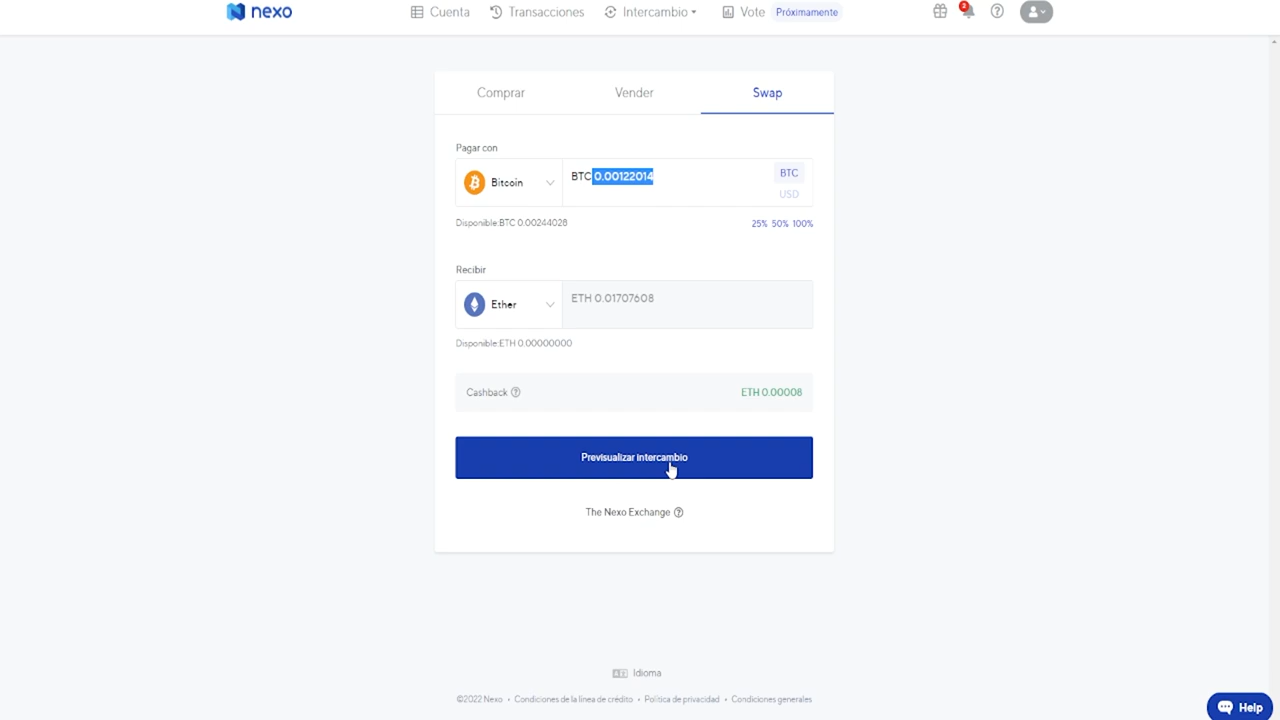 nexo Cuenta Transacciones Intercambio Vote Próximamente 2
Comprar Vender Swap
Pagar con
Bitcoin BTC 0.00122014 BTC
USD
Disponible:BTC 0.00244028 25% 50% 100%
Recibir
Ether ETH 0.01707608
Disponible:ETH 0.00000000
Cashback ETH 0.00008
Previsualizar intercambio
The Nexo Exchange
Idioma
©2022 Nexo • Condiciones de la línea de crédito • Política de privacidad • Condiciones generales
Help